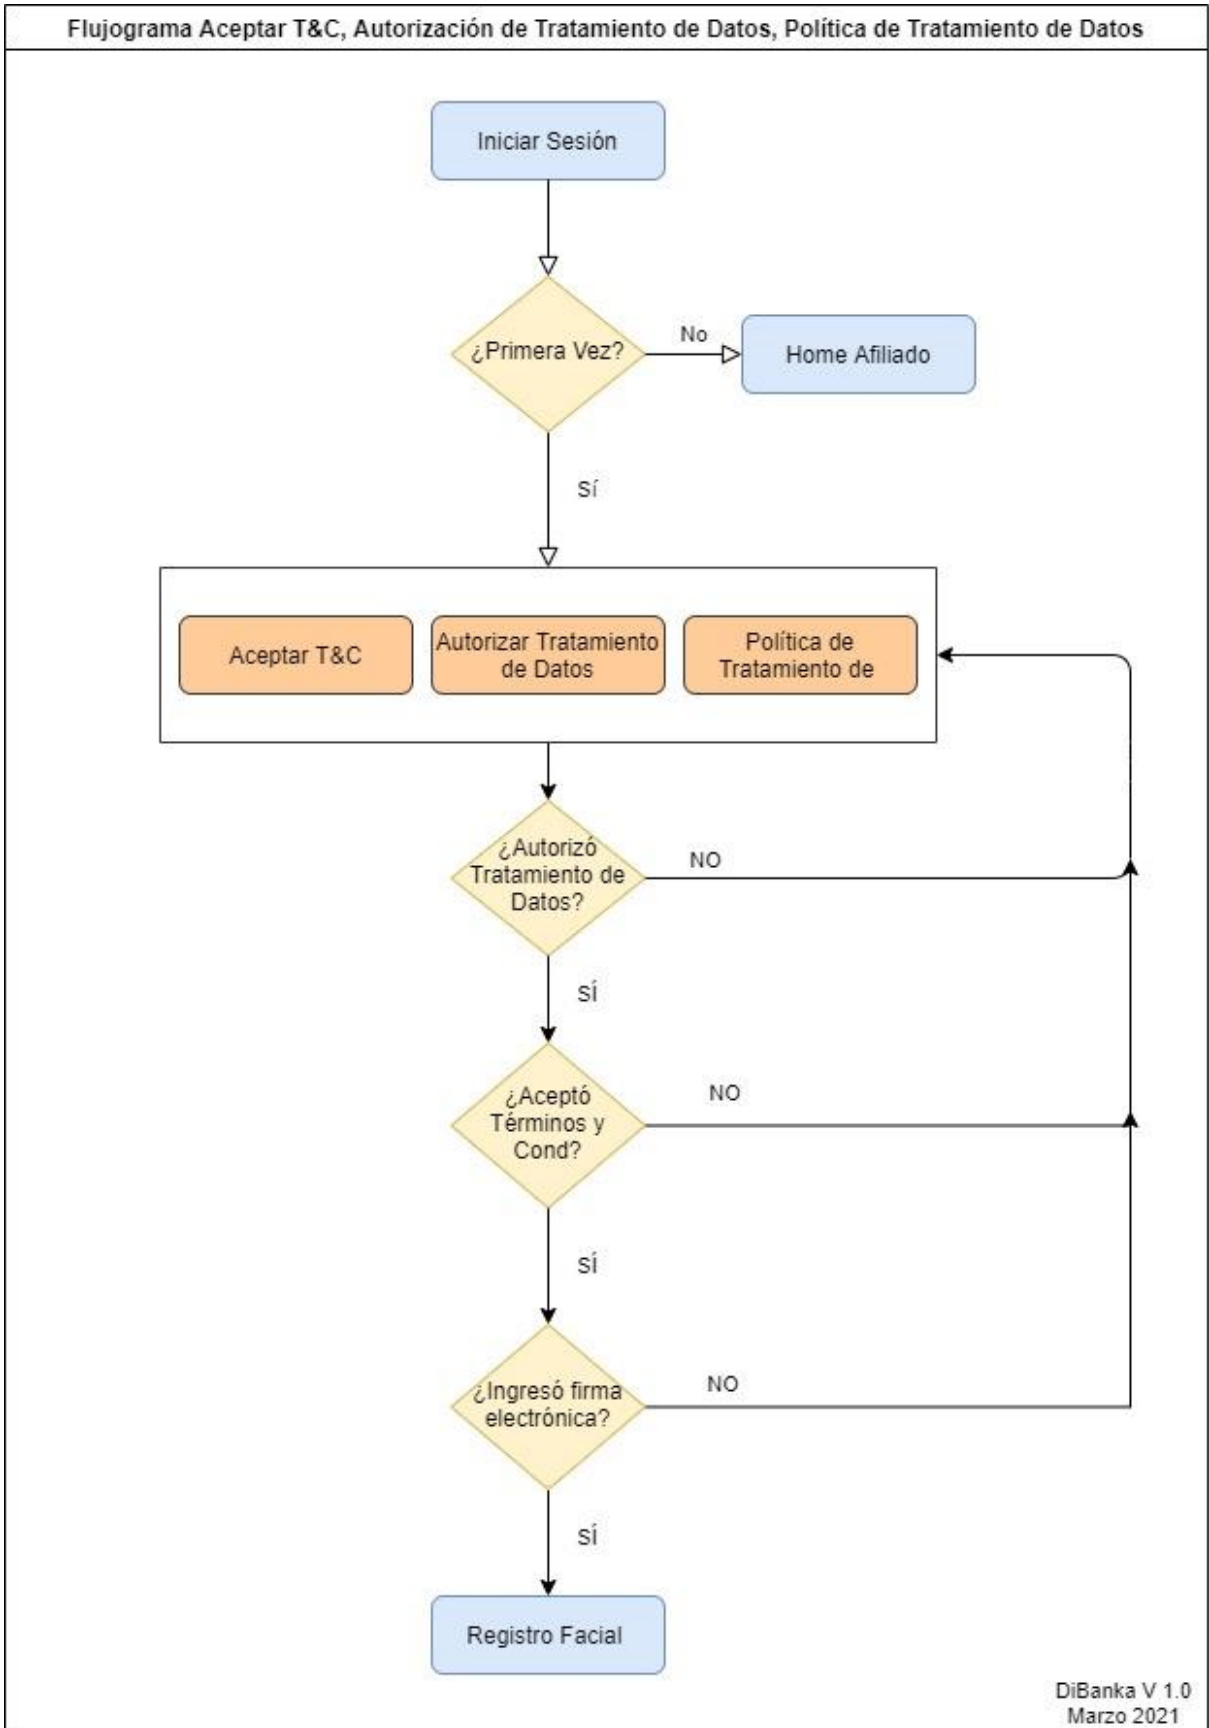 Flujograma Aceptar T&C, Autorización de Tratamiento de Datos, Política de Tratamiento de Datos
Iniciar Sesión
¿Primera Vez?
No
Home Afiliado
Sí
Aceptar T&C
Autorizar Tratamiento
de Datos
Política de
Tratamiento de
¿Autorizó
Tratamiento de
Datos?
NO
SÍ
¿Aceptó
Términos y
Cond?
NO
SÍ
¿Ingresó firma
electrónica?
NO
SÍ
Registro Facial
DiBanka V 1.0
Marzo 2021